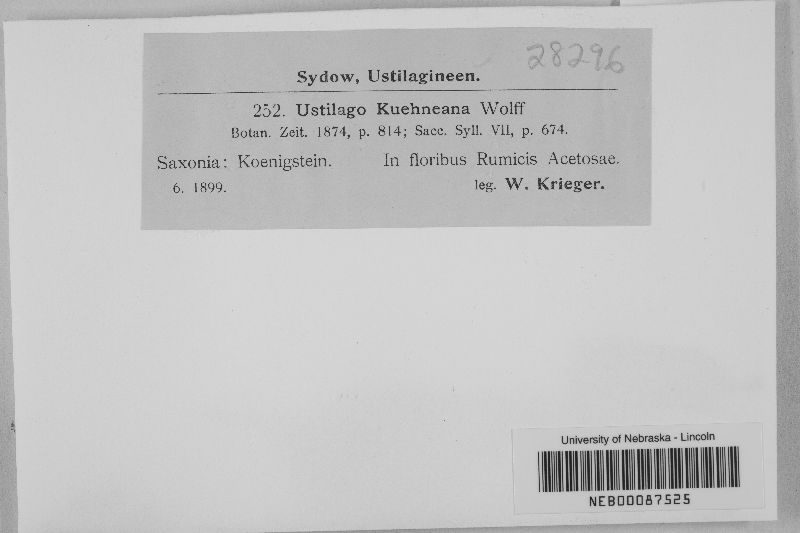 28296
Sydow, Ustilagineen.
252. Ustilago Kuehneana Wolff
Botan. Zeit. 1874, p. 814; Sacc. Syll. VII, p. 674.
Saxonia: Koenigstein. In floribus Rumicis Acetosae.
6. 1899. leg. W. Krieger.
University of Nebraska - Lincoln
NEB00087525